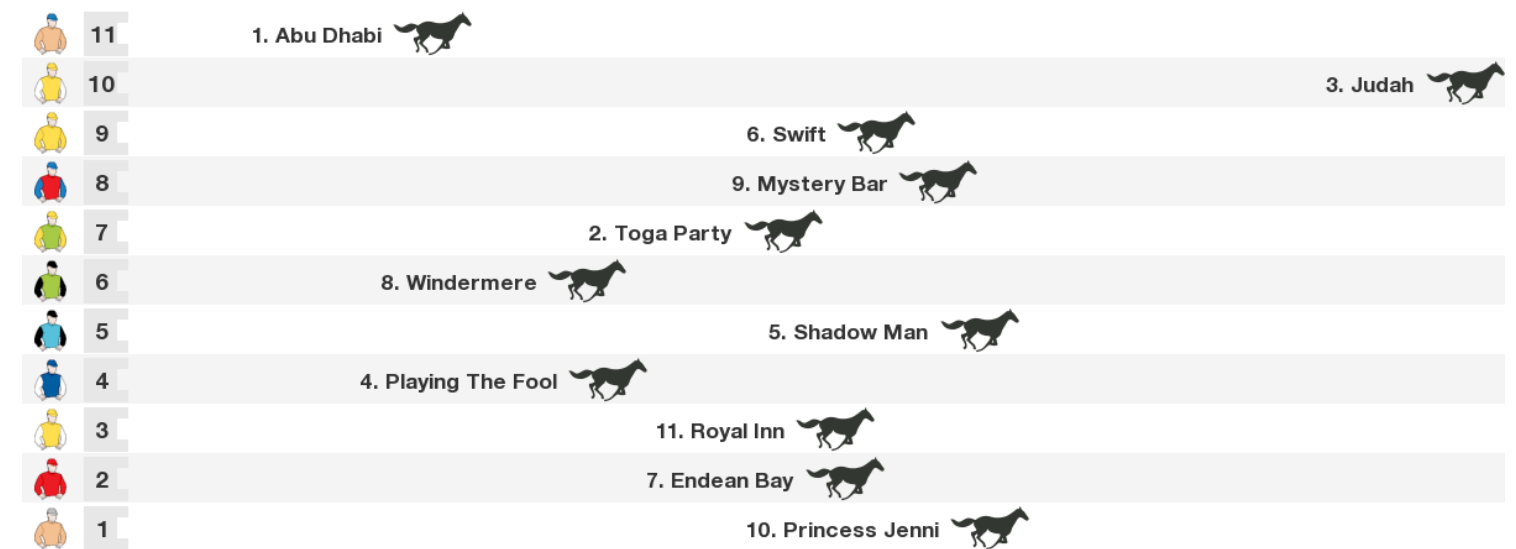 11 1. Abu Dhabi
10 3. Judah
9 6. Swift
8 9. Mystery Bar
7 2. Toga Party
6 8. Windermere
5 5. Shadow Man
4 4. Playing The Fool
3 11. Royal Inn
2 7. Endean Bay
1 10. Princess Jenni